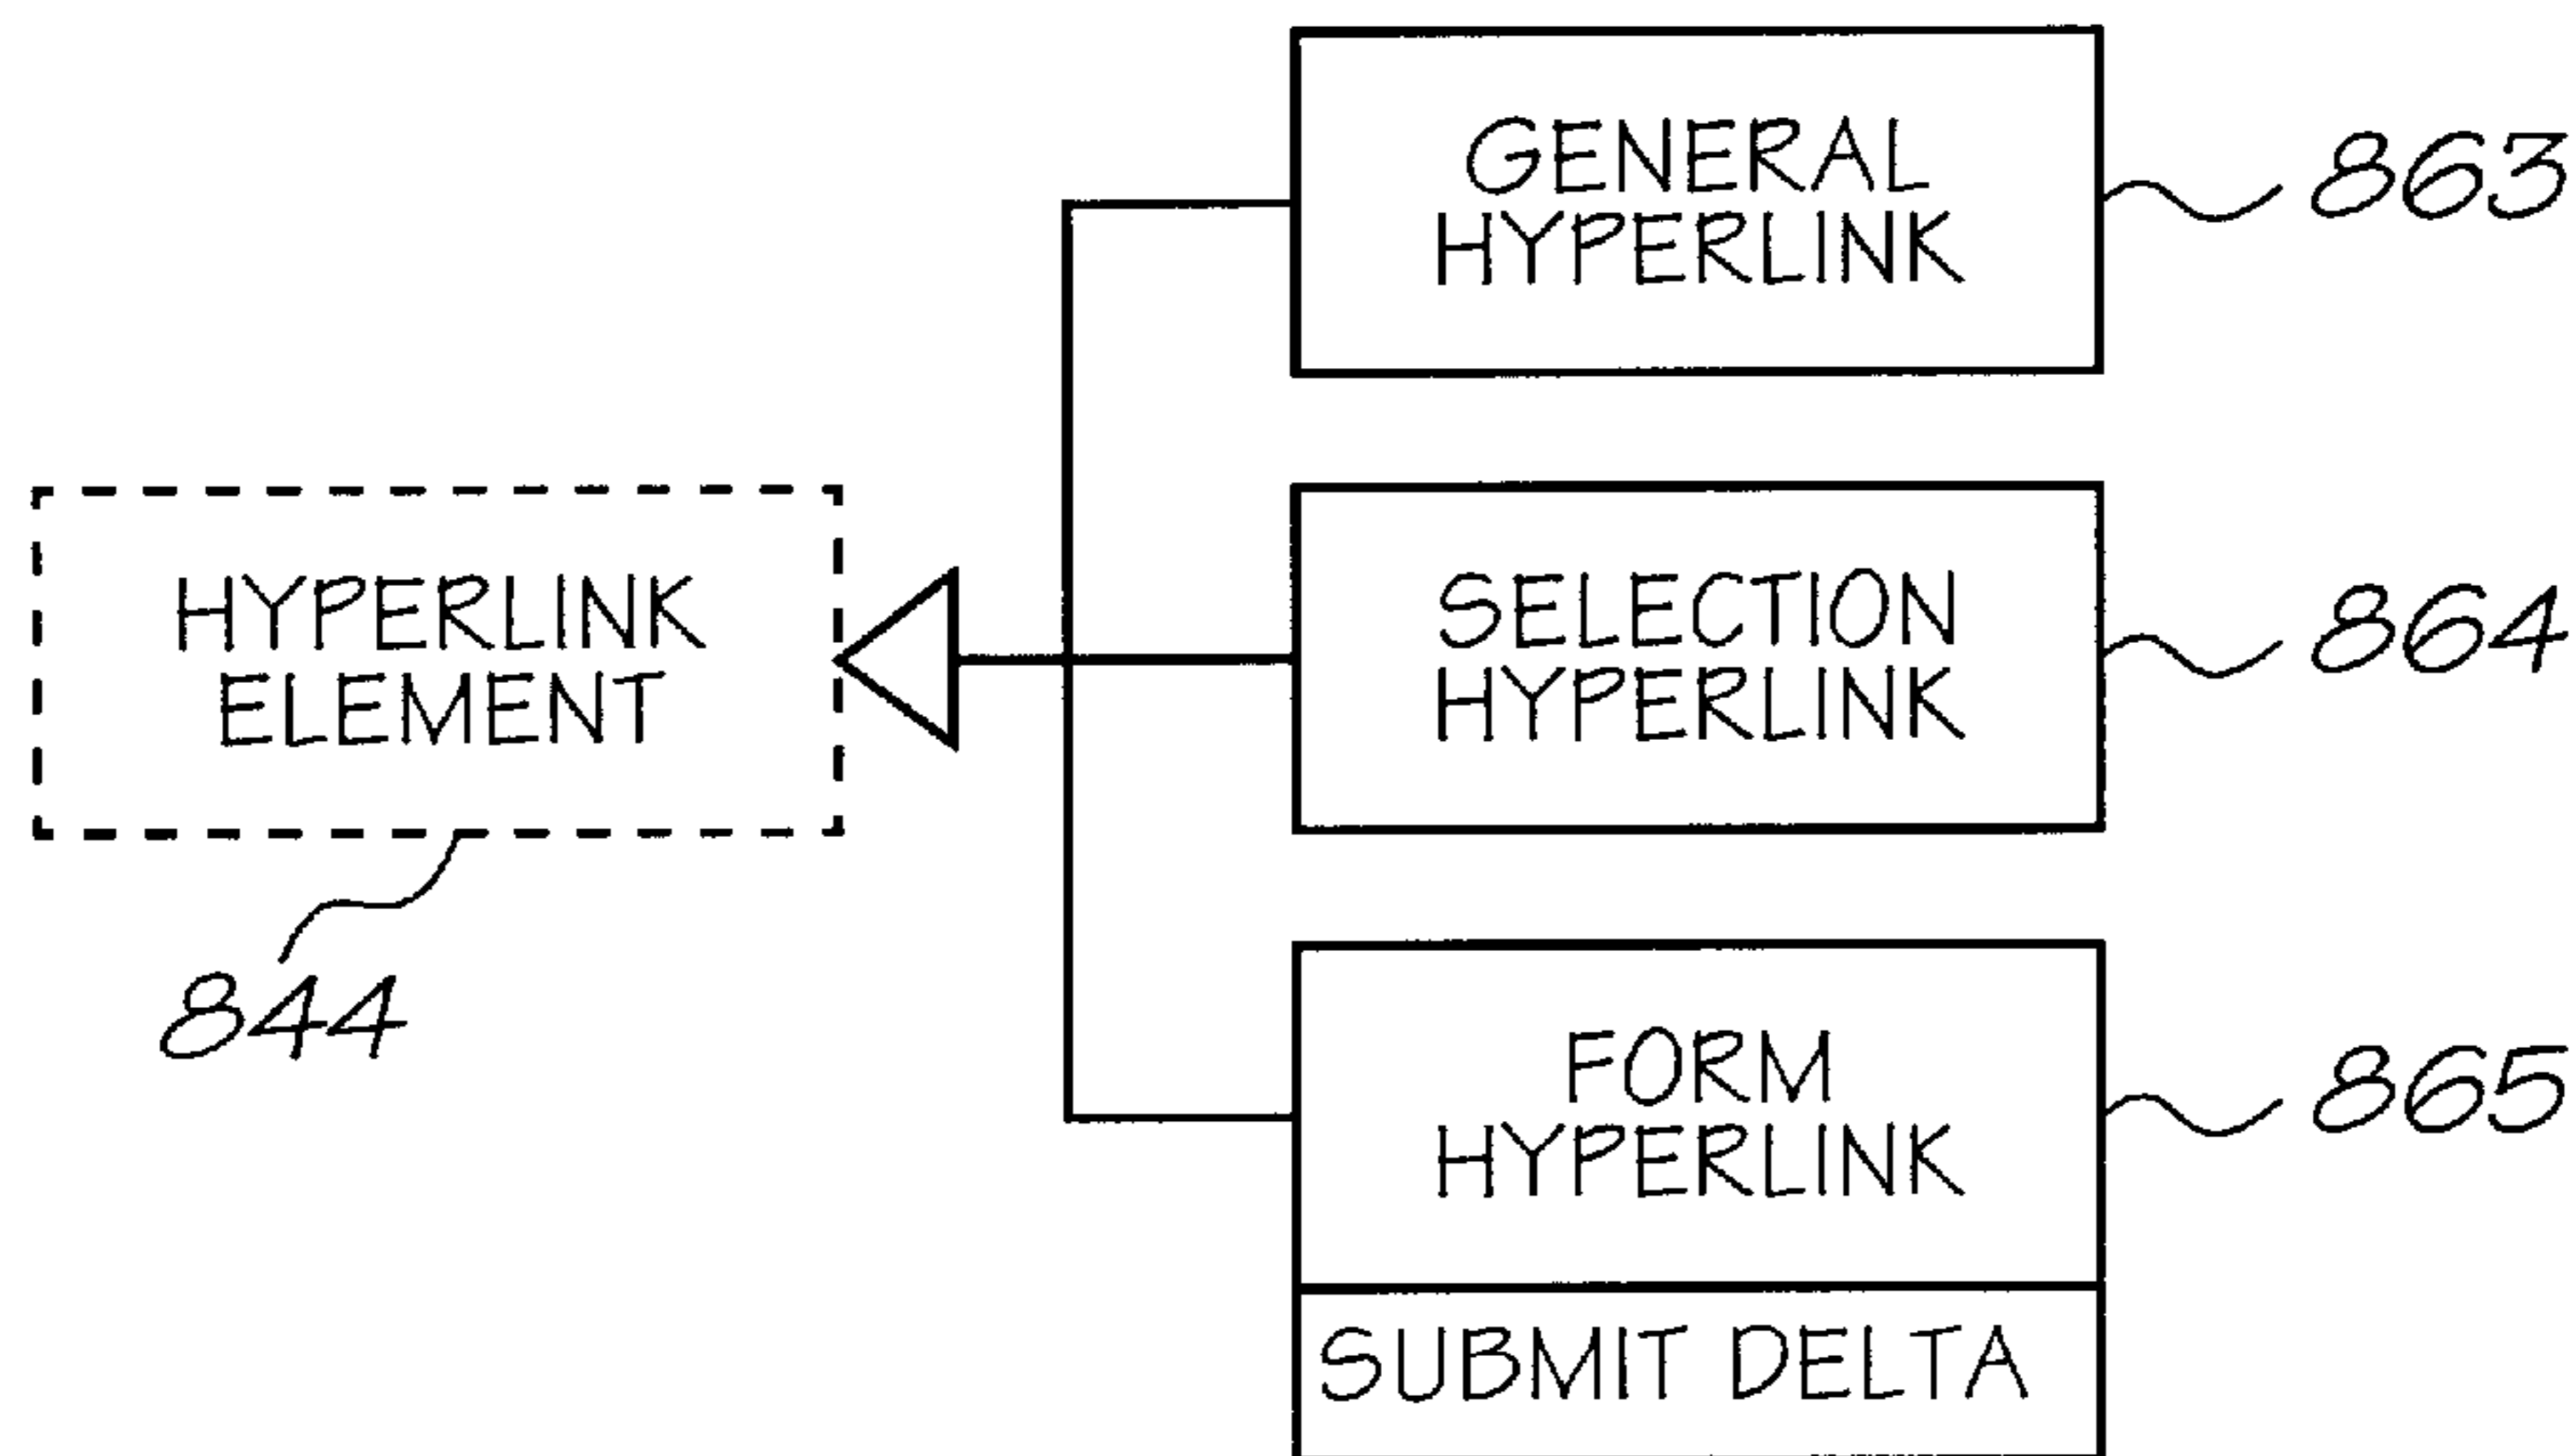 GENERAL
HYPERLINK
863
HYPERLINK
ELEMENT
844
SELECTION
HYPERLINK
864
FORM
HYPERLINK
865
SUBMIT DELTA